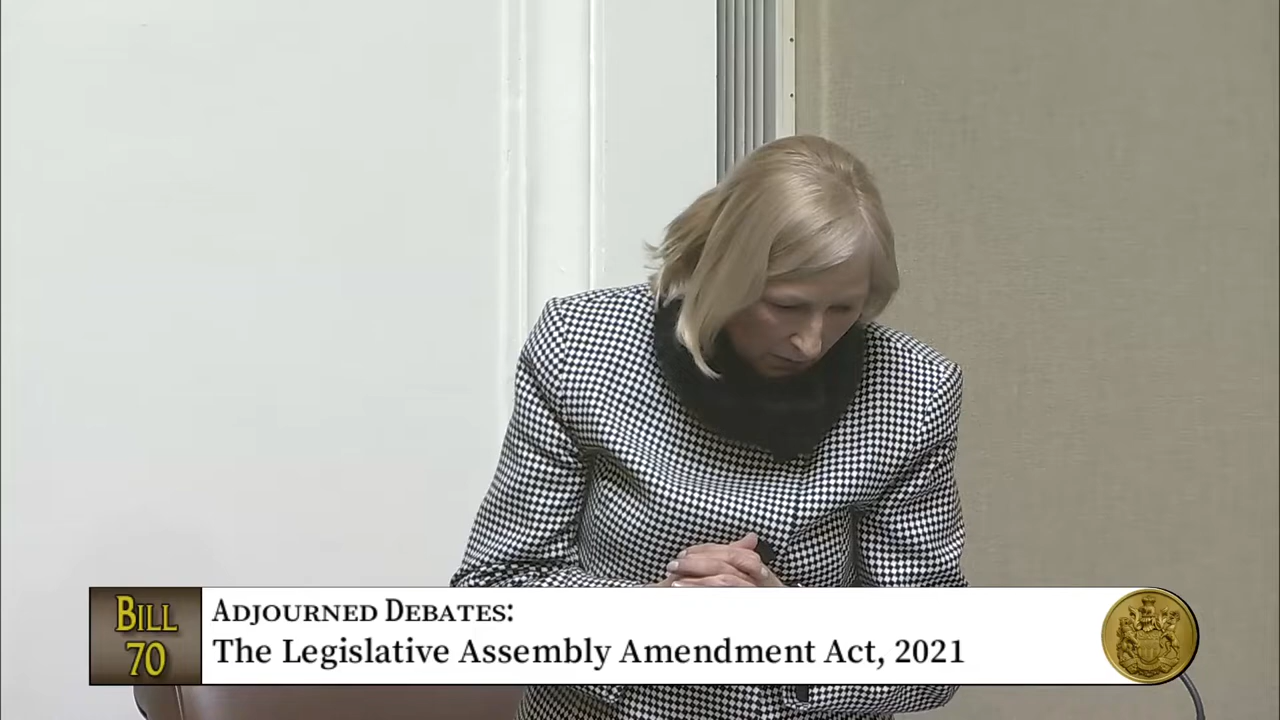 BILL
70
ADJOURNED DEBATES:
The Legislative Assembly Amendment Act, 2021